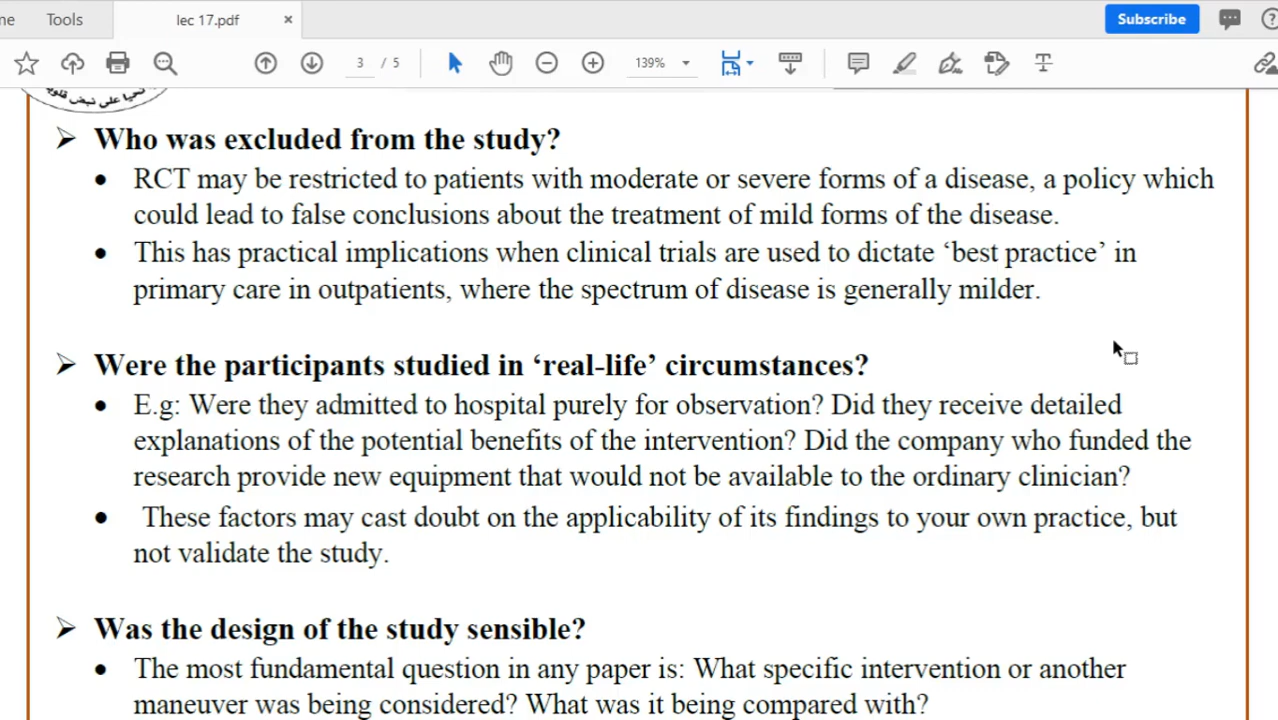 me Tools lec 17.pdf × Subscribe
3 / 5 139%
تحيا على نبض
➢ Who was excluded from the study?
• RCT may be restricted to patients with moderate or severe forms of a disease, a policy which
could lead to false conclusions about the treatment of mild forms of the disease.
• This has practical implications when clinical trials are used to dictate ‘best practice’ in
primary care in outpatients, where the spectrum of disease is generally milder.
➢ Were the participants studied in ‘real-life’ circumstances?
• E.g: Were they admitted to hospital purely for observation? Did they receive detailed
explanations of the potential benefits of the intervention? Did the company who funded the
research provide new equipment that would not be available to the ordinary clinician?
• These factors may cast doubt on the applicability of its findings to your own practice, but
not validate the study.
➢ Was the design of the study sensible?
• The most fundamental question in any paper is: What specific intervention or another
maneuver was being considered? What was it being compared with?